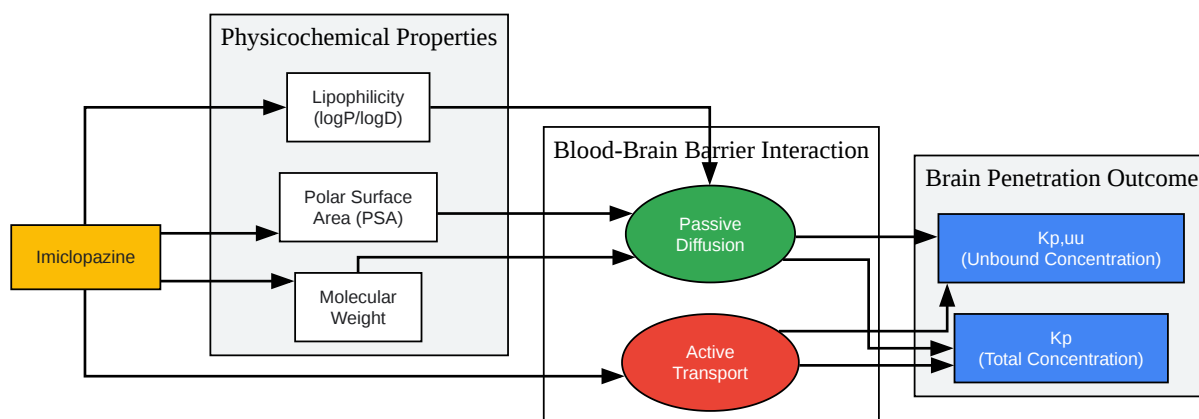 Physicochemical Properties
Lipophilicity
(logP/logD)
Blood-Brain Barrier Interaction
Brain Penetration Outcome
Polar Surface
Area (PSA)
Passive
Diffusion
Kp,uu
(Unbound Concentration)
Imiclopazine
Molecular
Weight
Active
Transport
Kp
(Total Concentration)